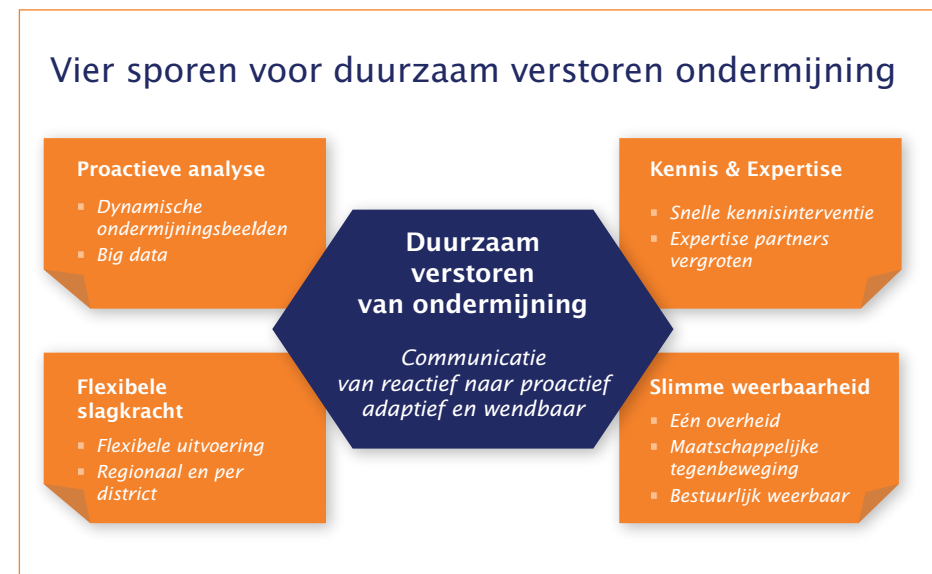 Vier sporen voor duurzaam verstoren ondermijning
Proactieve analyse
▪ Dynamische
ondermijningsbeelden
▪ Big data
Kennis & Expertise
▪ Snelle kennisinterventie
▪ Expertise partners
vergroten
Duurzaam
verstoren
van ondermijning
Communicatie
van reactief naar proactief
adaptief en wendbaar
Flexibele
slagkracht
▪ Flexibele uitvoering
▪ Regionaal en per
district
Slimme weerbaarheid
▪ Eén overheid
▪ Maatschappelijke
tegenbeweging
▪ Bestuurlijk weerbaar